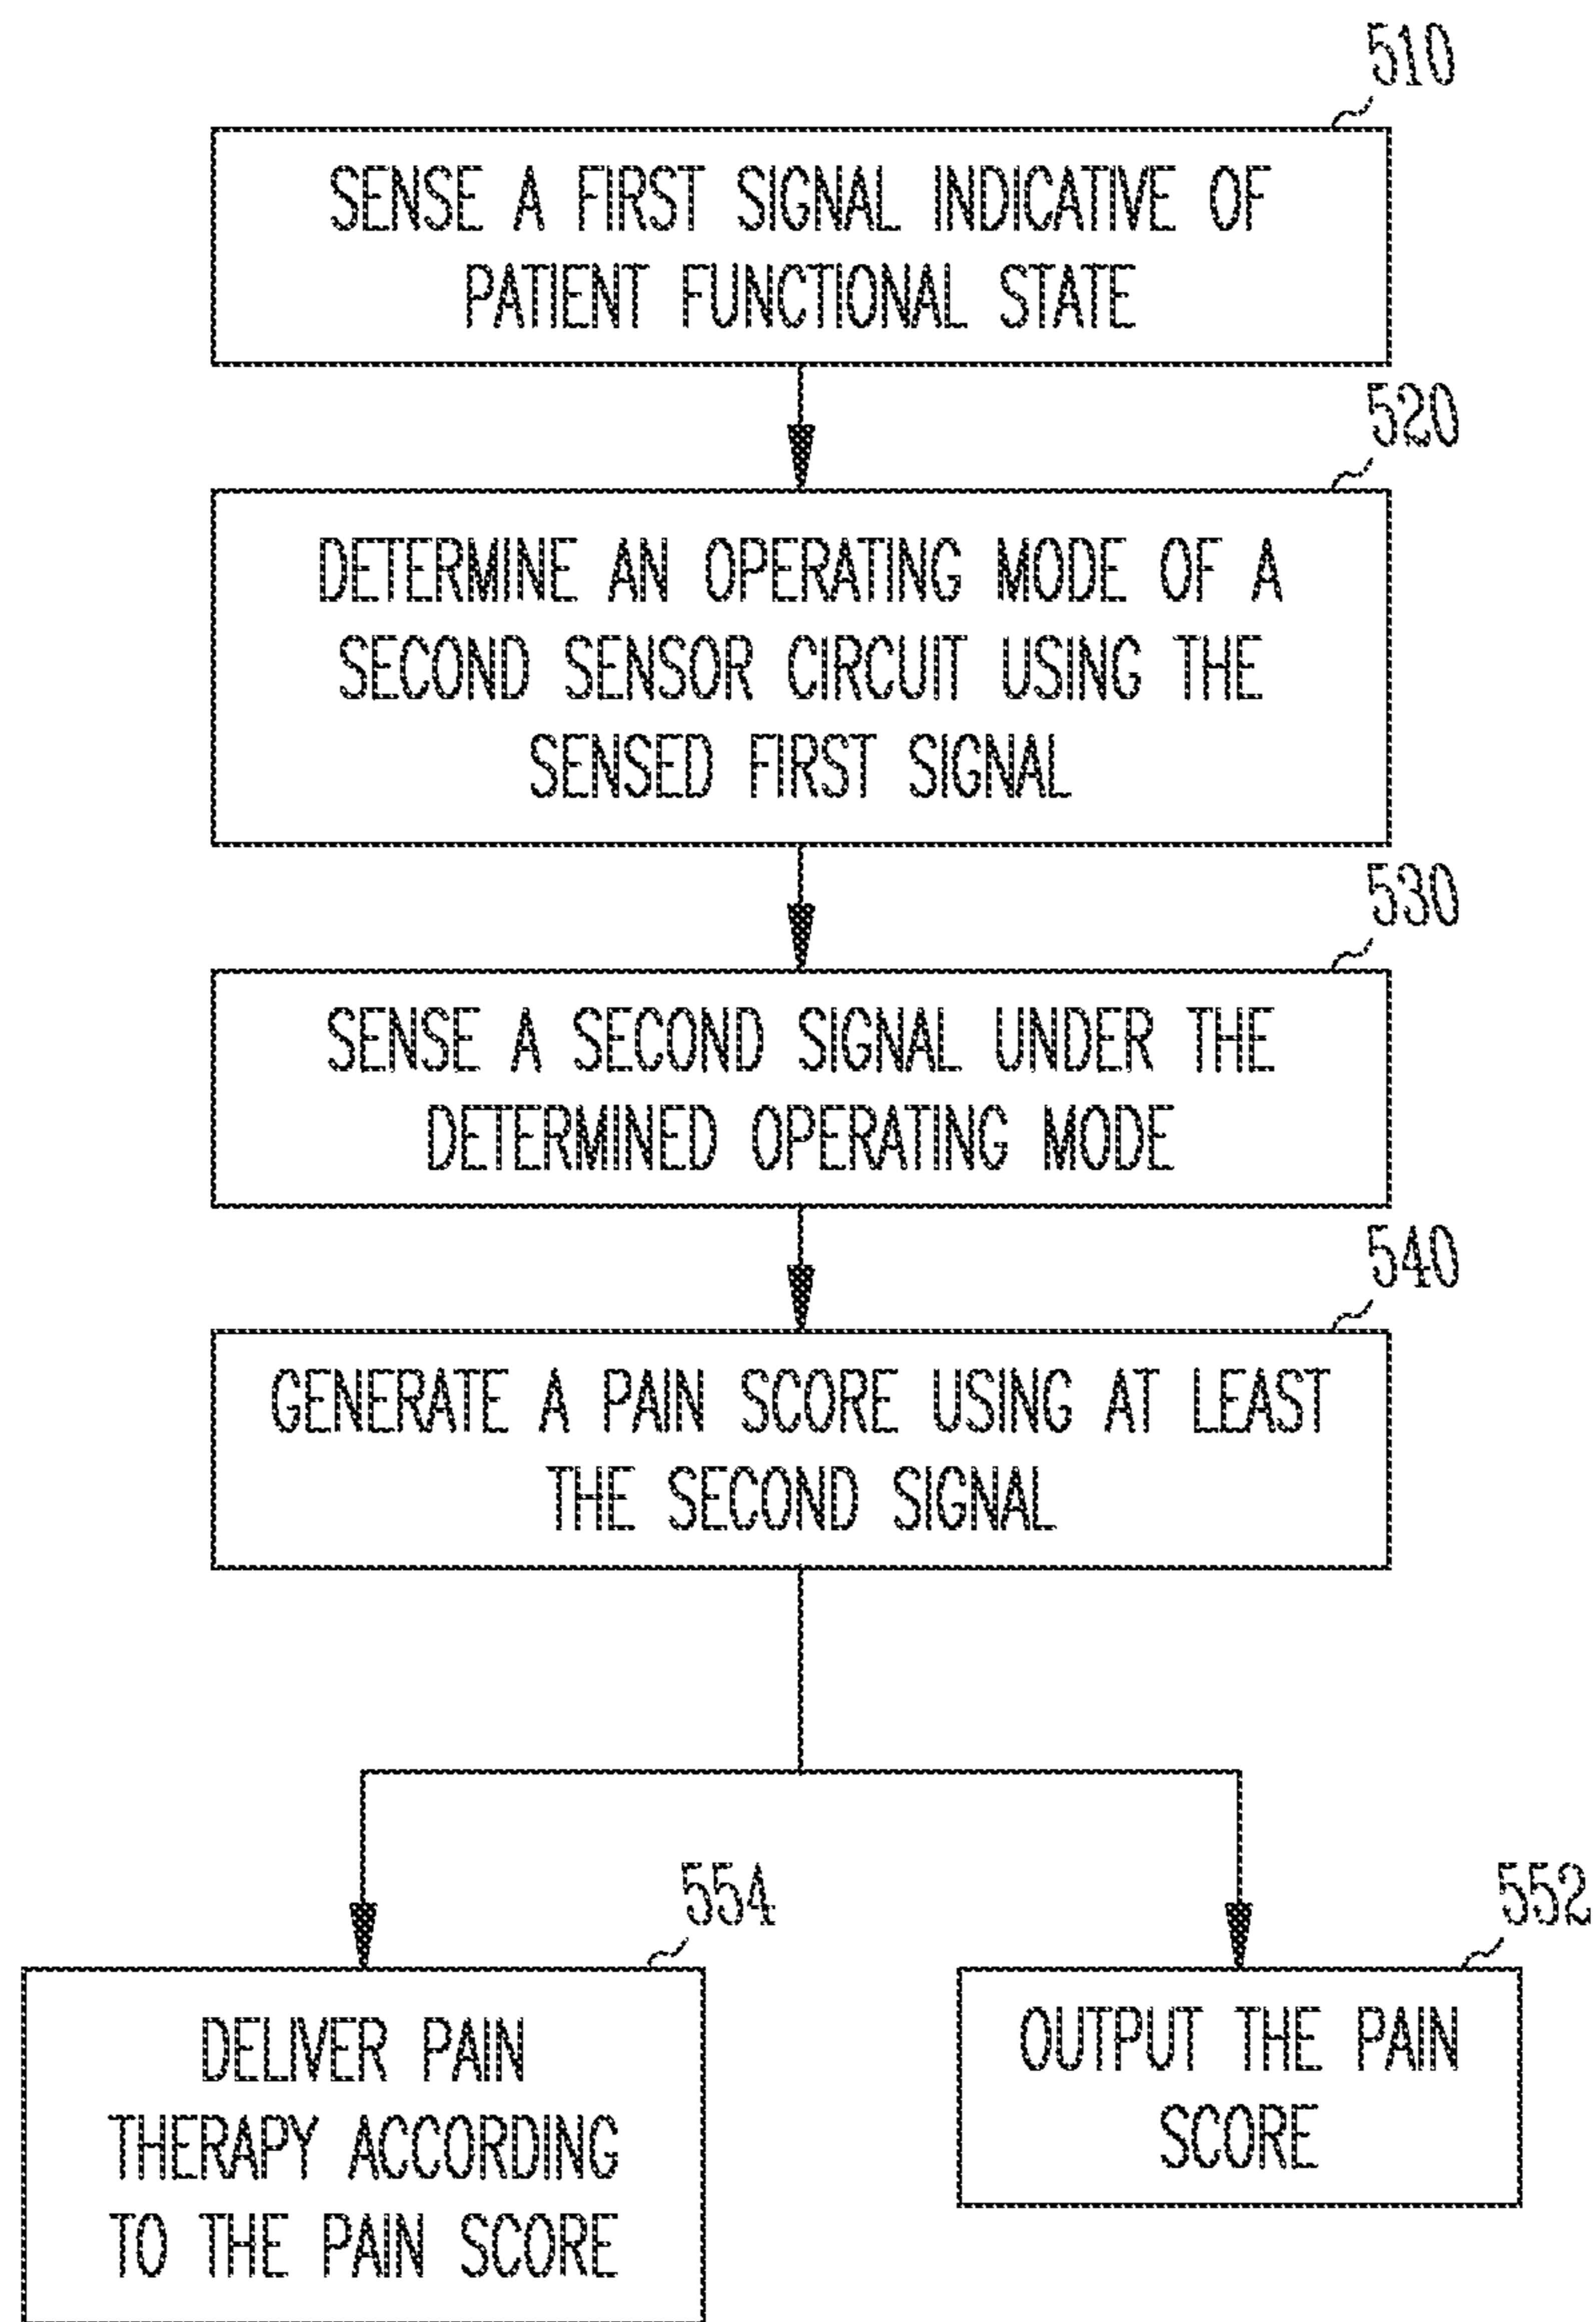 510
SENSE A FIRST SIGNAL INDICATIVE OF
PATIENT FUNCTIONAL STATE
520
DETERMINE AN OPERATING MODE OF A
SECOND SENSOR CIRCUIT USING THE
SENSED FIRST SIGNAL
530
SENSE A SECOND SIGNAL UNDER THE
DETERMINED OPERATING MODE
540
GENERATE A PAIN SCORE USING AT LEAST
THE SECOND SIGNAL
554
DELIVER PAIN
THERAPY ACCORDING
TO THE PAIN SCORE
552
OUTPUT THE PAIN
SCORE